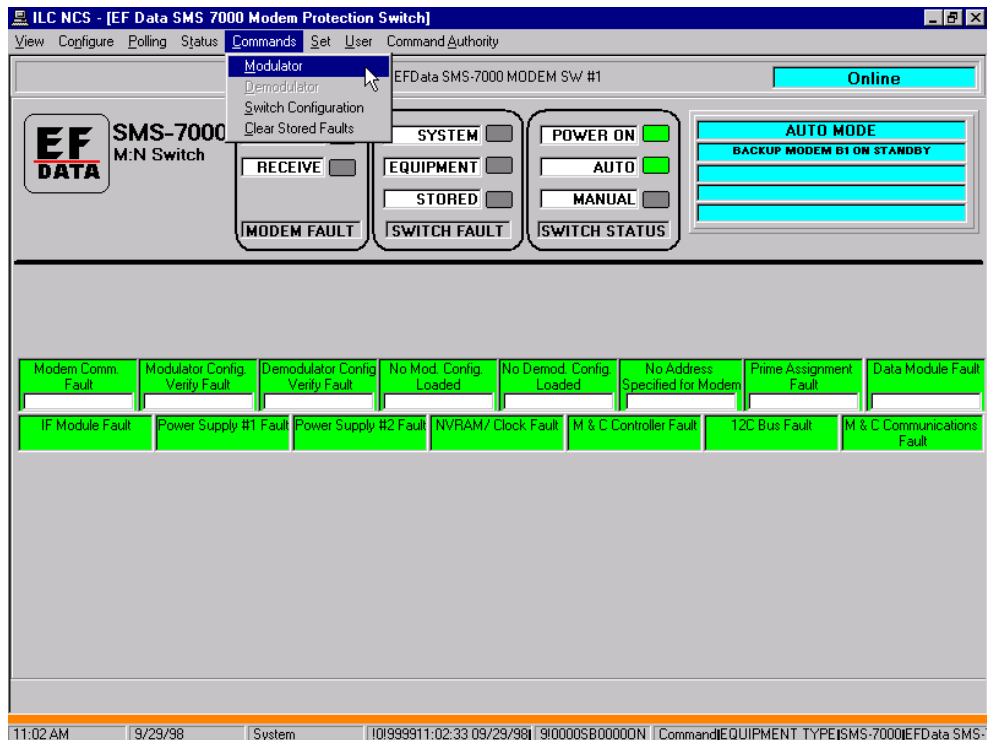 ILC NCS - [EF Data SMS 7000 Modem Protection Switch]
View Configure Polling Status Commands Set User Command Authority
Modulator
Demodulator
Switch Configuration
Clear Stored Faults
EFData SMS-7000 MODEM SW #1
Online
EF
DATA
SMS-7000
M:N Switch
RECEIVE
MODEM FAULT
SYSTEM
EQUIPMENT
STORED
SWITCH FAULT
POWER ON
AUTO
MANUAL
SWITCH STATUS
AUTO MODE
BACKUP MODEM B1 ON STANDBY
Modem Comm.
Fault
Modulator Config.
Verify Fault
Demodulator Config
Verify Fault
No Mod. Config.
Loaded
No Demod. Config.
Loaded
No Address
Specified for Modem
Prime Assignment
Fault
Data Module Fault
IF Module Fault
Power Supply #1 Fault
Power Supply #2 Fault
NVRAM/ Clock Fault
M & C Controller Fault
12C Bus Fault
M & C Communications
Fault
11:02 AM 9/29/98 System !0!999911:02:33 09/29/98| 9!0000SB00000N Command|EQUIPMENT TYPE|SMS-7000|EFData SMS-